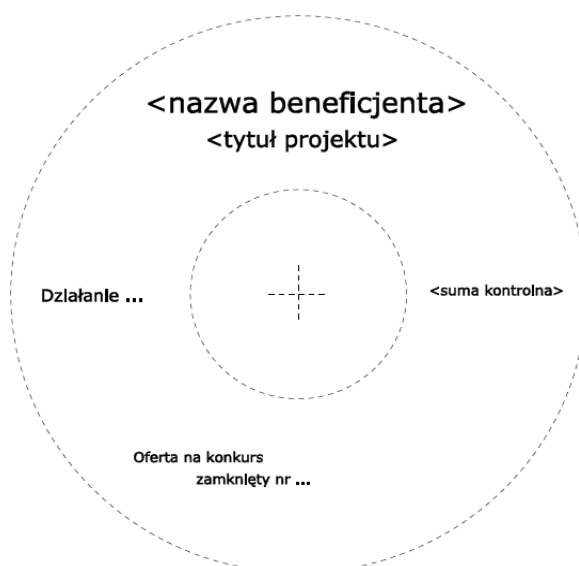 <nazwa beneficjenta>
<tytuł projektu>
Działanie ...
<suma kontrolna>
Oferta na konkurs
zamknięty nr ...